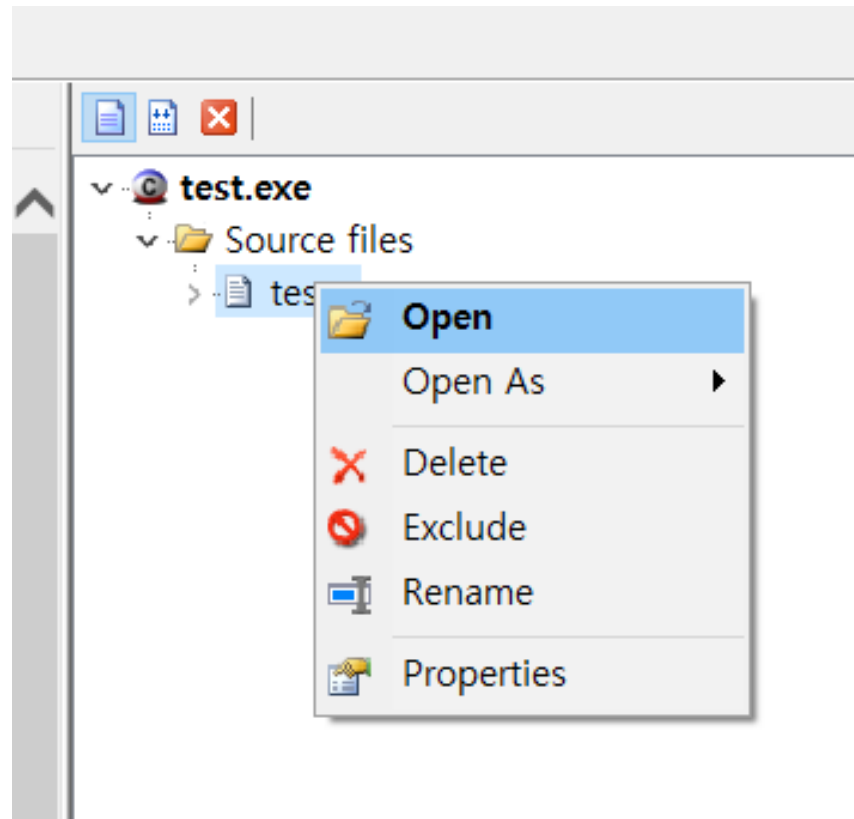 test.exe
Source files
tes
Open
Open As
Delete
Exclude
Rename
Properties